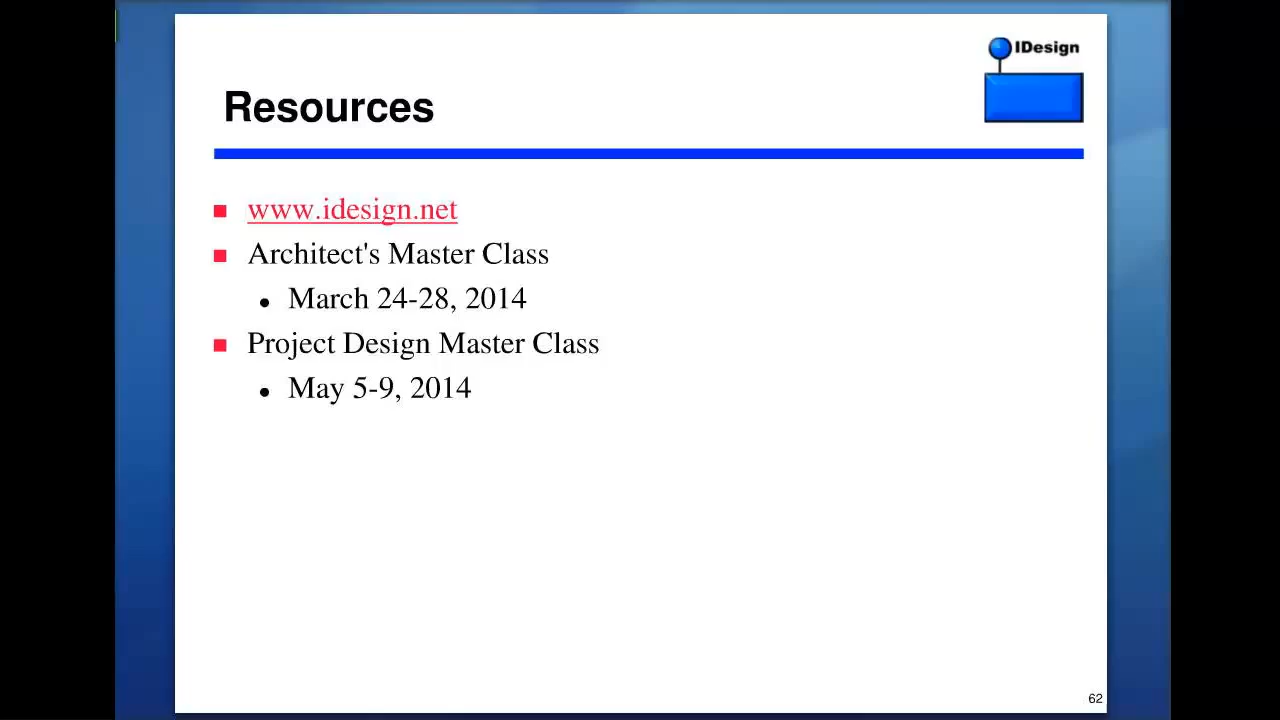 IDesign
Resources
www.idesign.net
Architect's Master Class
March 24-28, 2014
Project Design Master Class
May 5-9, 2014
62